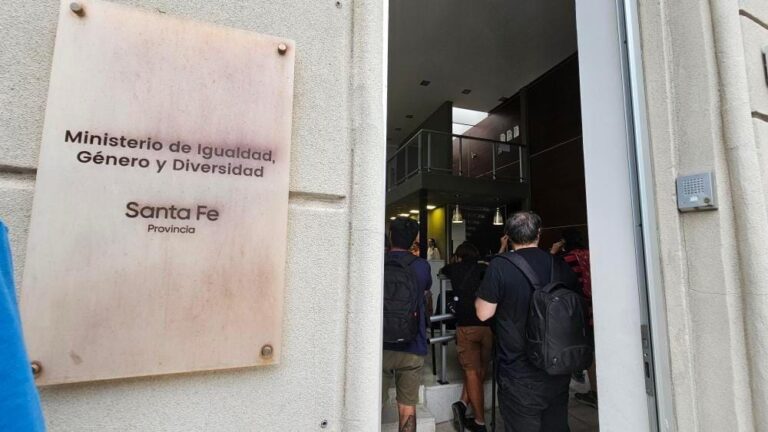 Ministerio de Igualdad,
Género y Diversidad
Santa Fe
Provincia